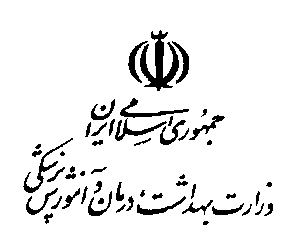 جمهوری اسلامی ایران
وزارت بهداشت، درمان و آموزش پزشکی